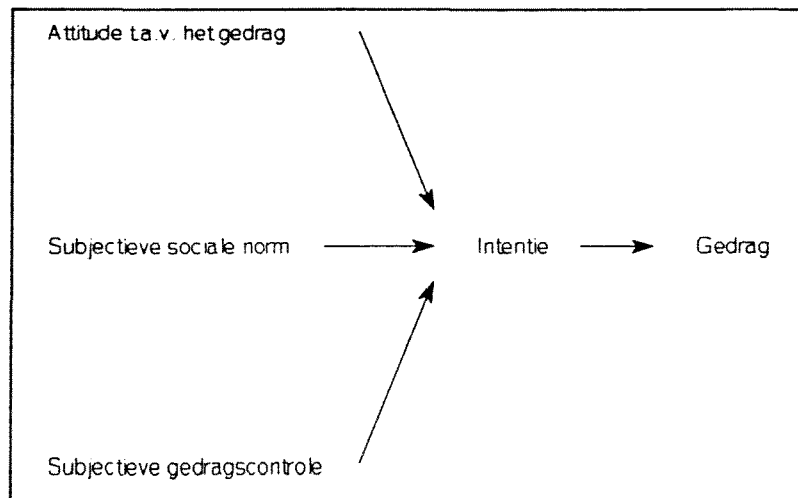 Attitude t.a.v. het gedrag
Subjectieve sociale norm
Intentie
Gedrag
Subjectieve gedragscontrole